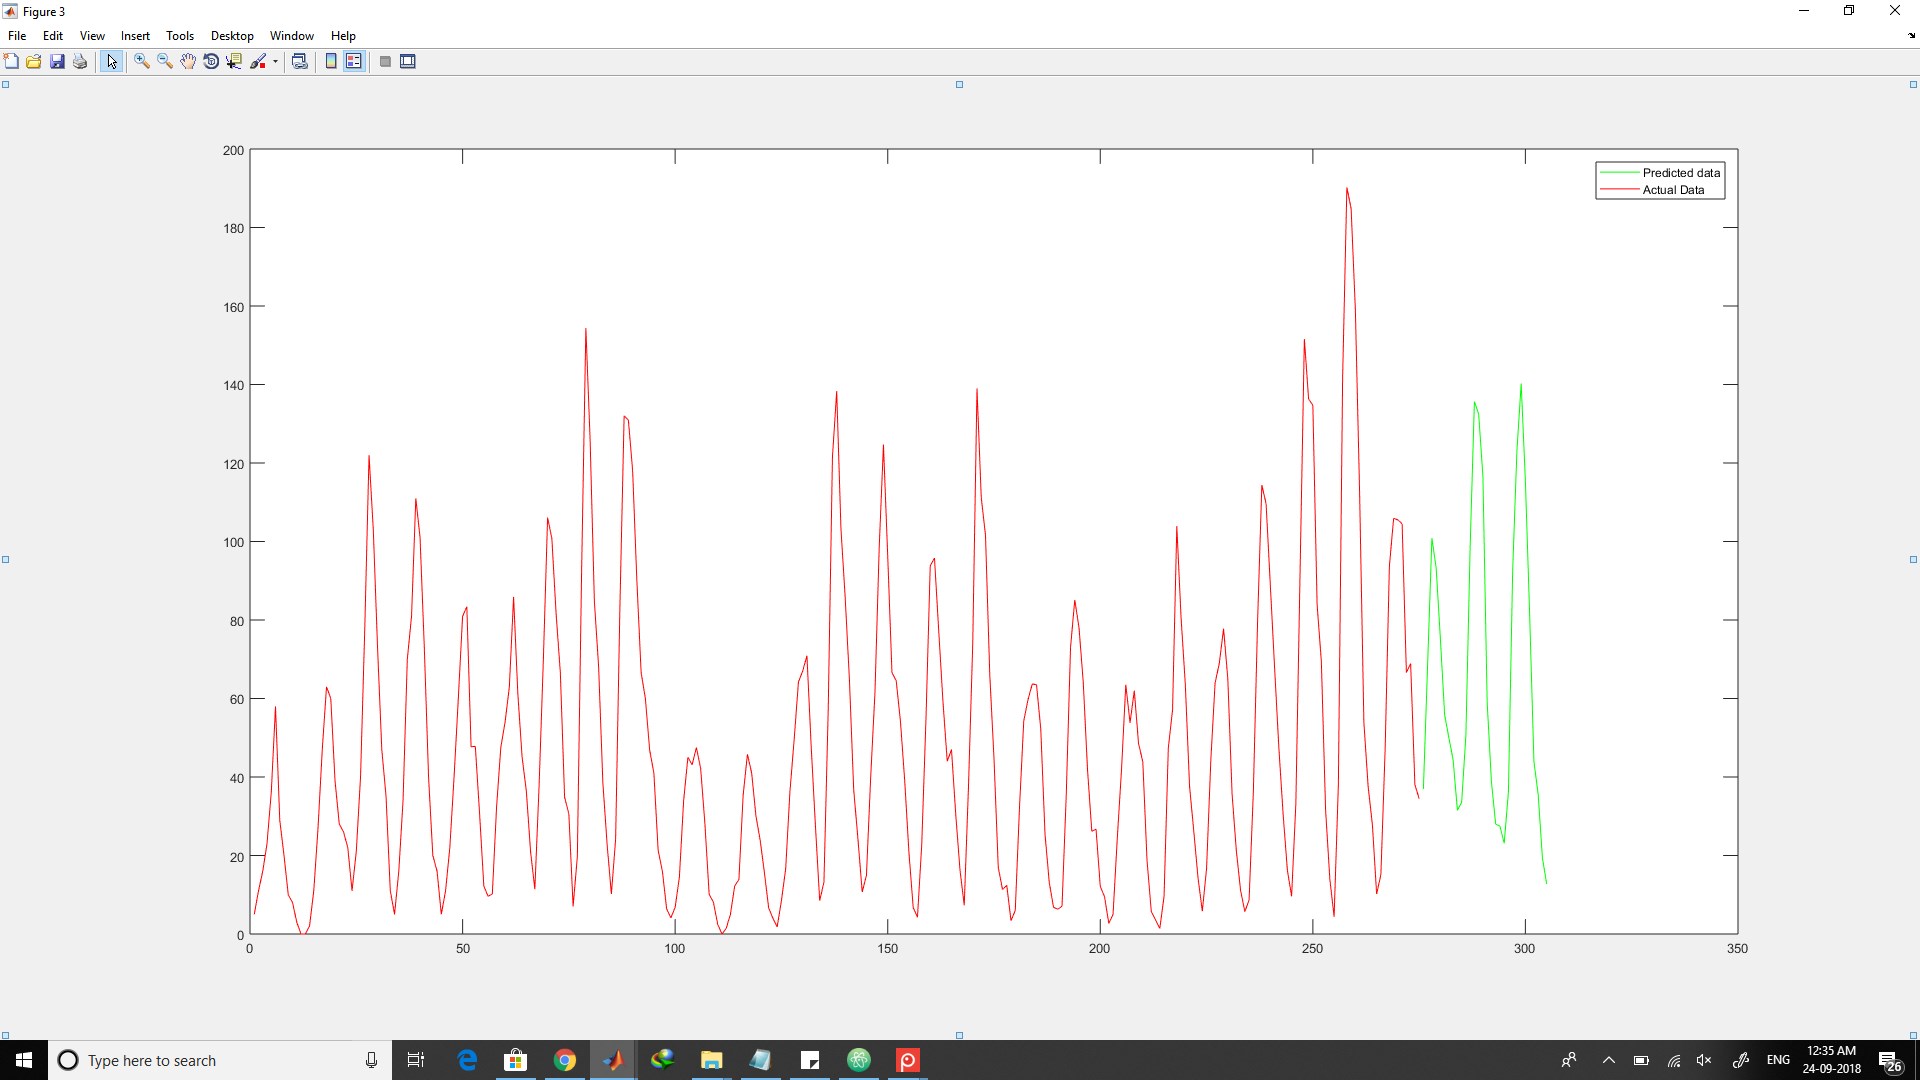 Figure 3
File Edit View Insert Tools Desktop Window Help
200
180
160
140
120
100
80
60
40
20
0
0 50 100 150 200 250 300 350
Predicted data
Actual Data
Type here to search
ENG
12:35 AM
24-09-2018
26